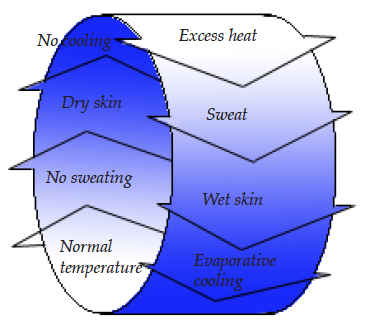 No cooling
Excess heat
Dry skin
Sweat
No sweating
Wet skin
Normal
temperature
Evaporative
cooling